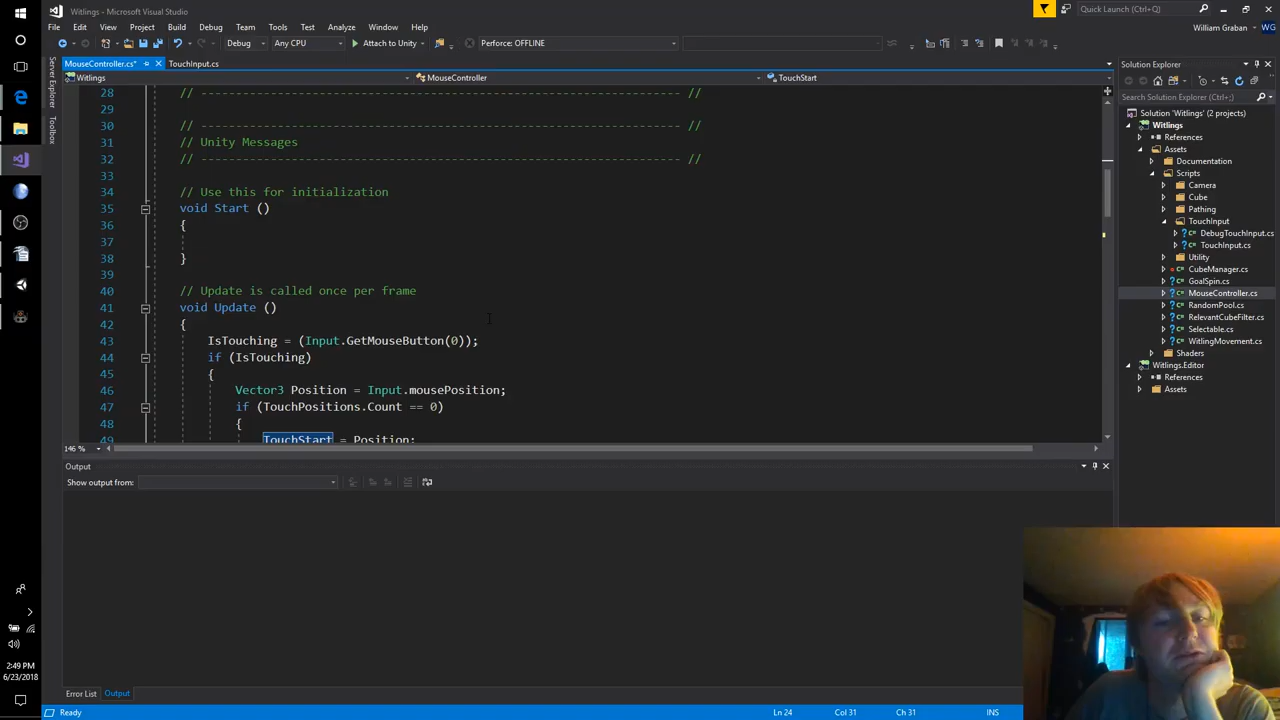 Witlings - Microsoft Visual Studio
Quick Launch (Ctrl+Q)
File Edit View Project Build Debug Team Tools Test Analyze Window Help
William Graban WG
Debug Any CPU Attach to Unity Perforce: OFFLINE
MouseController.cs* TouchInput.cs
Witlings MouseController TouchStart
Server Explorer
Toolbox
28 // ------------------------------------------------------------------- //
29
30 // ------------------------------------------------------------------- //
31 // Unity Messages
32 // ------------------------------------------------------------------- //
33
34 // Use this for initialization
35 void Start ()
36 {
37
38 }
39
40 // Update is called once per frame
41 void Update ()
42 {
43 IsTouching = (Input.GetMouseButton(0));
44 if (IsTouching)
45 {
46 Vector3 Position = Input.mousePosition;
47 if (TouchPositions.Count == 0)
48 {
49 TouchStart = Position;
146 %
Output
Show output from:
Error List Output
Ready Ln 24 Col 31 Ch 31 INS
Solution Explorer
Search Solution Explorer (Ctrl+;)
Solution 'Witlings' (2 projects)
Witlings
References
Assets
Documentation
Scripts
Camera
Cube
Pathing
TouchInput
DebugTouchInput.cs
TouchInput.cs
Utility
CubeManager.cs
GoalSpin.cs
MouseController.cs
RandomPool.cs
RelevantCubeFilter.cs
Selectable.cs
WitlingMovement.cs
Shaders
Witlings.Editor
References
Assets
2:49 PM
6/23/2018